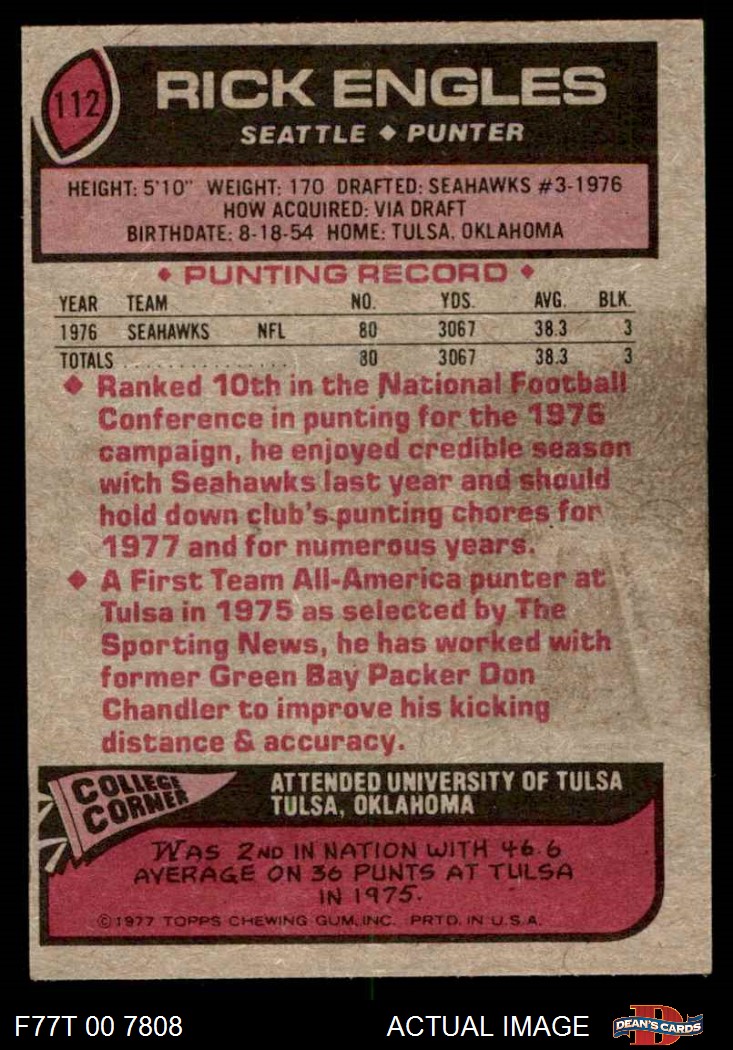 112
RICK ENGLES
SEATTLE ♦ PUNTER
HEIGHT: 5'10" WEIGHT: 170 DRAFTED: SEAHAWKS #3-1976
HOW ACQUIRED: VIA DRAFT
BIRTHDATE: 8-18-54 HOME: TULSA, OKLAHOMA
♦ PUNTING RECORD ♦
YEAR TEAM NO. YDS. AVG. BLK.
1976 SEAHAWKS NFL 80 3067 38.3 3
TOTALS . . . . . . . . . . . . . . . . 80 3067 38.3 3
♦ Ranked 10th in the National Football
Conference in punting for the 1976
campaign, he enjoyed credible season
with Seahawks last year and should
hold down club's punting chores for
1977 and for numerous years.
♦ A First Team All-America punter at
Tulsa in 1975 as selected by The
Sporting News, he has worked with
former Green Bay Packer Don
Chandler to improve his kicking
distance & accuracy.
COLLEGE
CORNER
ATTENDED UNIVERSITY OF TULSA
TULSA, OKLAHOMA
WAS 2ND IN NATION WITH 46.6
AVERAGE ON 36 PUNTS AT TULSA
IN 1975.
©1977 TOPPS CHEWING GUM, INC. PRTD. IN U.S.A.
F77T 00 7808
ACTUAL IMAGE
D
DEAN'S CARDS